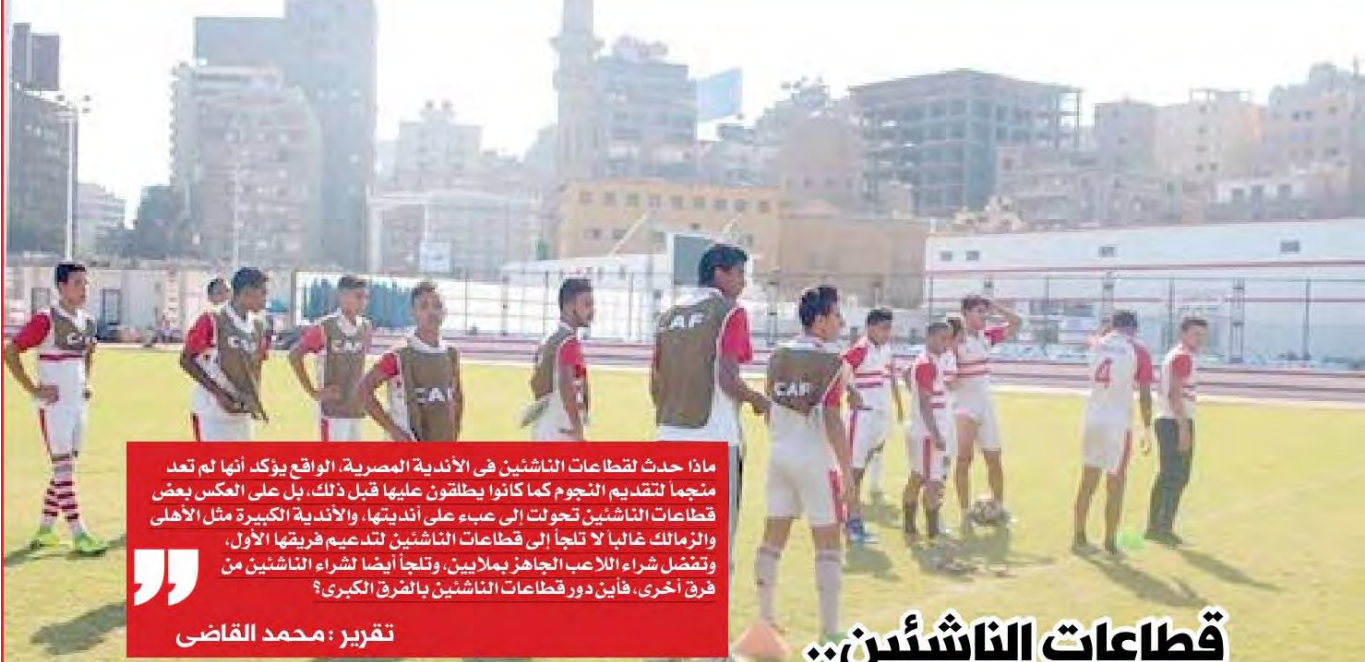 CAF
CAF
CAF
CAF
CAF
4
ماذا حدث لقطاعات الناشئين فى الأندية المصرية، الواقع يؤكد أنها لم تعد
منجماً لتقديم النجوم كما كانوا يطلقون عليها قبل ذلك، بل على العكس بعض
قطاعات الناشئين تحولت إلى عبء على أنديتها، والأندية الكبيرة مثل الأهلى
والزمالك غالباً لا تلجأ إلى قطاعات الناشئين لتدعيم فريقها الأول،
وتفضل شراء اللاعب الجاهز بملايين، وتلجأ أيضا لشراء الناشئين من
فرق أخرى، فأين دور قطاعات الناشئين بالفرق الكبرى؟
تقرير : محمد القاضى
قطاعات الناشئين..